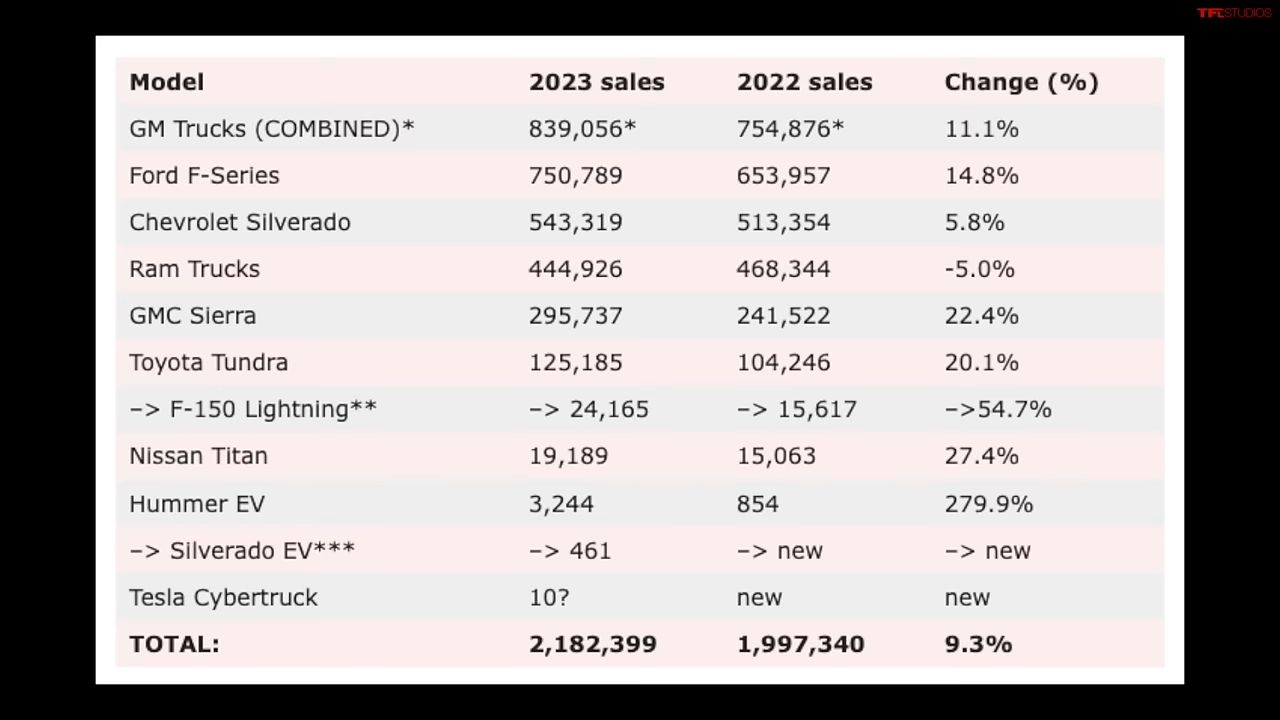 TFLSTUDIOS
Model 2023 sales 2022 sales Change (%)
GM Trucks (COMBINED)* 839,056* 754,876* 11.1%
Ford F-Series 750,789 653,957 14.8%
Chevrolet Silverado 543,319 513,354 5.8%
Ram Trucks 444,926 468,344 -5.0%
GMC Sierra 295,737 241,522 22.4%
Toyota Tundra 125,185 104,246 20.1%
–> F-150 Lightning** –> 24,165 –> 15,617 –>54.7%
Nissan Titan 19,189 15,063 27.4%
Hummer EV 3,244 854 279.9%
–> Silverado EV*** –> 461 –> new –> new
Tesla Cybertruck 10? new new
TOTAL: 2,182,399 1,997,340 9.3%